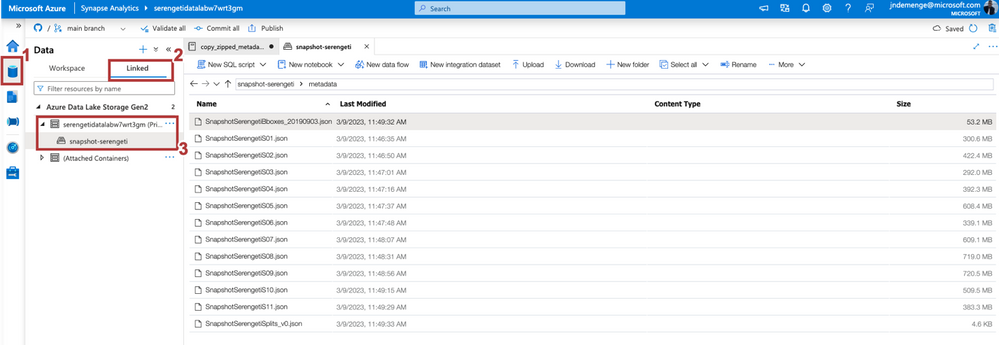 Microsoft Azure | Synapse Analytics > serengetidatalabw7wrt3gm
Search
jndemenge@microsoft.com
MICROSOFT
main branch
Validate all
Commit all
Publish
Saved
1
2
3
Data
Workspace
Linked
Filter resources by name
Azure Data Lake Storage Gen2 2
serengetidatalabw7wrt3gm (Pri...
snapshot-serengeti
(Attached Containers)
copy_zipped_metada...
snapshot-serengeti
New SQL script
New notebook
New data flow
New integration dataset
Upload
Download
New folder
Select all
Rename
More
snapshot-serengeti > metadata
Name Last Modified Content Type Size
SnapshotSerengetiBboxes_20190903.json 3/9/2023, 11:49:32 AM 53.2 MB
SnapshotSerengetiS01.json 3/9/2023, 11:46:35 AM 300.6 MB
SnapshotSerengetiS02.json 3/9/2023, 11:46:50 AM 422.4 MB
SnapshotSerengetiS03.json 3/9/2023, 11:47:01 AM 292.0 MB
SnapshotSerengetiS04.json 3/9/2023, 11:47:16 AM 392.3 MB
SnapshotSerengetiS05.json 3/9/2023, 11:47:37 AM 606.4 MB
SnapshotSerengetiS06.json 3/9/2023, 11:47:48 AM 339.1 MB
SnapshotSerengetiS07.json 3/9/2023, 11:48:07 AM 609.1 MB
SnapshotSerengetiS08.json 3/9/2023, 11:48:31 AM 719.0 MB
SnapshotSerengetiS09.json 3/9/2023, 11:48:56 AM 720.5 MB
SnapshotSerengetiS10.json 3/9/2023, 11:49:15 AM 509.5 MB
SnapshotSerengetiS11.json 3/9/2023, 11:49:29 AM 383.3 MB
SnapshotSerengetiSplits_v0.json 3/9/2023, 11:49:33 AM 4.6 KB